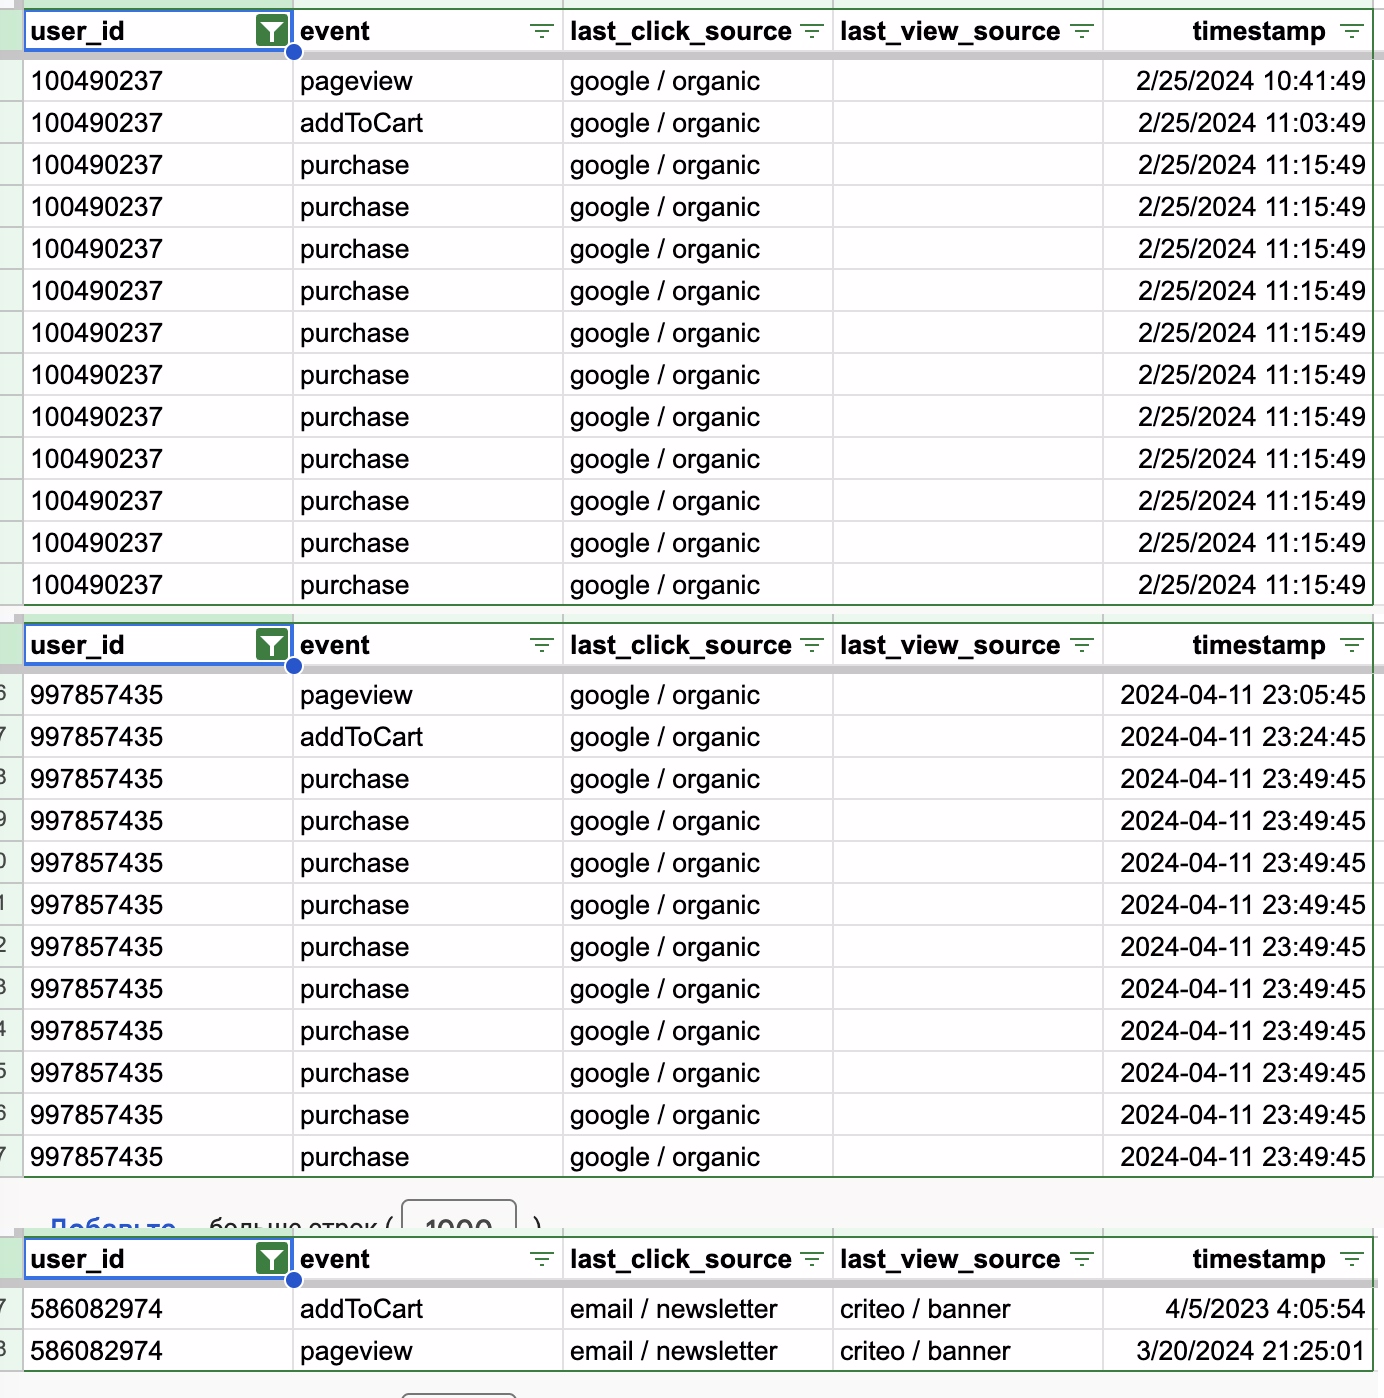 user_id event last_click_source last_view_source timestamp
100490237 pageview google / organic 2/25/2024 10:41:49
100490237 addToCart google / organic 2/25/2024 11:03:49
100490237 purchase google / organic 2/25/2024 11:15:49
100490237 purchase google / organic 2/25/2024 11:15:49
100490237 purchase google / organic 2/25/2024 11:15:49
100490237 purchase google / organic 2/25/2024 11:15:49
100490237 purchase google / organic 2/25/2024 11:15:49
100490237 purchase google / organic 2/25/2024 11:15:49
100490237 purchase google / organic 2/25/2024 11:15:49
100490237 purchase google / organic 2/25/2024 11:15:49
100490237 purchase google / organic 2/25/2024 11:15:49
100490237 purchase google / organic 2/25/2024 11:15:49
100490237 purchase google / organic 2/25/2024 11:15:49
user_id event last_click_source last_view_source timestamp
997857435 pageview google / organic 2024-04-11 23:05:45
997857435 addToCart google / organic 2024-04-11 23:24:45
997857435 purchase google / organic 2024-04-11 23:49:45
997857435 purchase google / organic 2024-04-11 23:49:45
997857435 purchase google / organic 2024-04-11 23:49:45
997857435 purchase google / organic 2024-04-11 23:49:45
997857435 purchase google / organic 2024-04-11 23:49:45
997857435 purchase google / organic 2024-04-11 23:49:45
997857435 purchase google / organic 2024-04-11 23:49:45
997857435 purchase google / organic 2024-04-11 23:49:45
997857435 purchase google / organic 2024-04-11 23:49:45
997857435 purchase google / organic 2024-04-11 23:49:45
Добавьте больше строк ( 1000 )
user_id event last_click_source last_view_source timestamp
586082974 addToCart email / newsletter criteo / banner 4/5/2023 4:05:54
586082974 pageview email / newsletter criteo / banner 3/20/2024 21:25:01